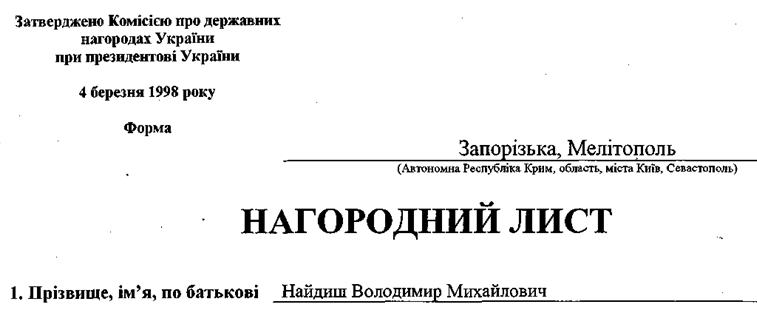 Затверджено Комісією про державних
нагородах України
при президентові України
4 березня 1998 року
Форма
Запорізька, Мелітополь
(Автономна Республіка Крим, область, міста Київ, Севастополь)
НАГОРОДНИЙ ЛИСТ
1. Прізвище, ім’я, по батькові Найдиш Володимир Михайлович